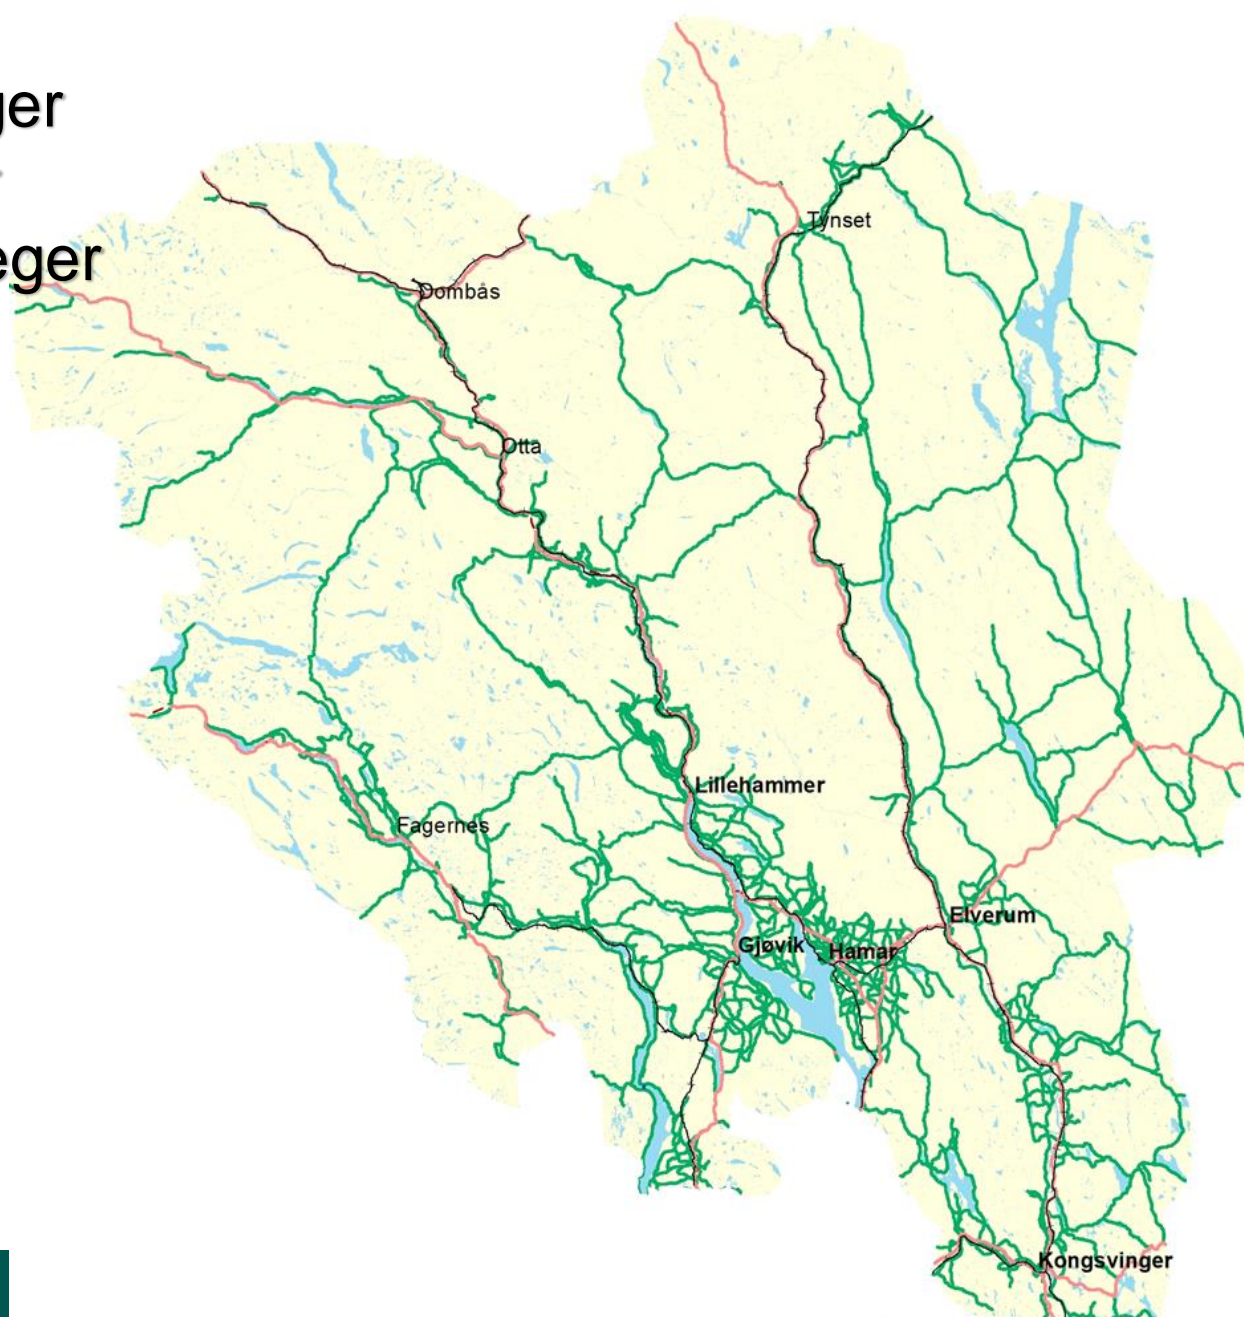 ger
eger
Tynset
Dombås
Otta
Lillehammer
Fagernes
Elverum
Gjøvik
Hamar
Kongsvinger